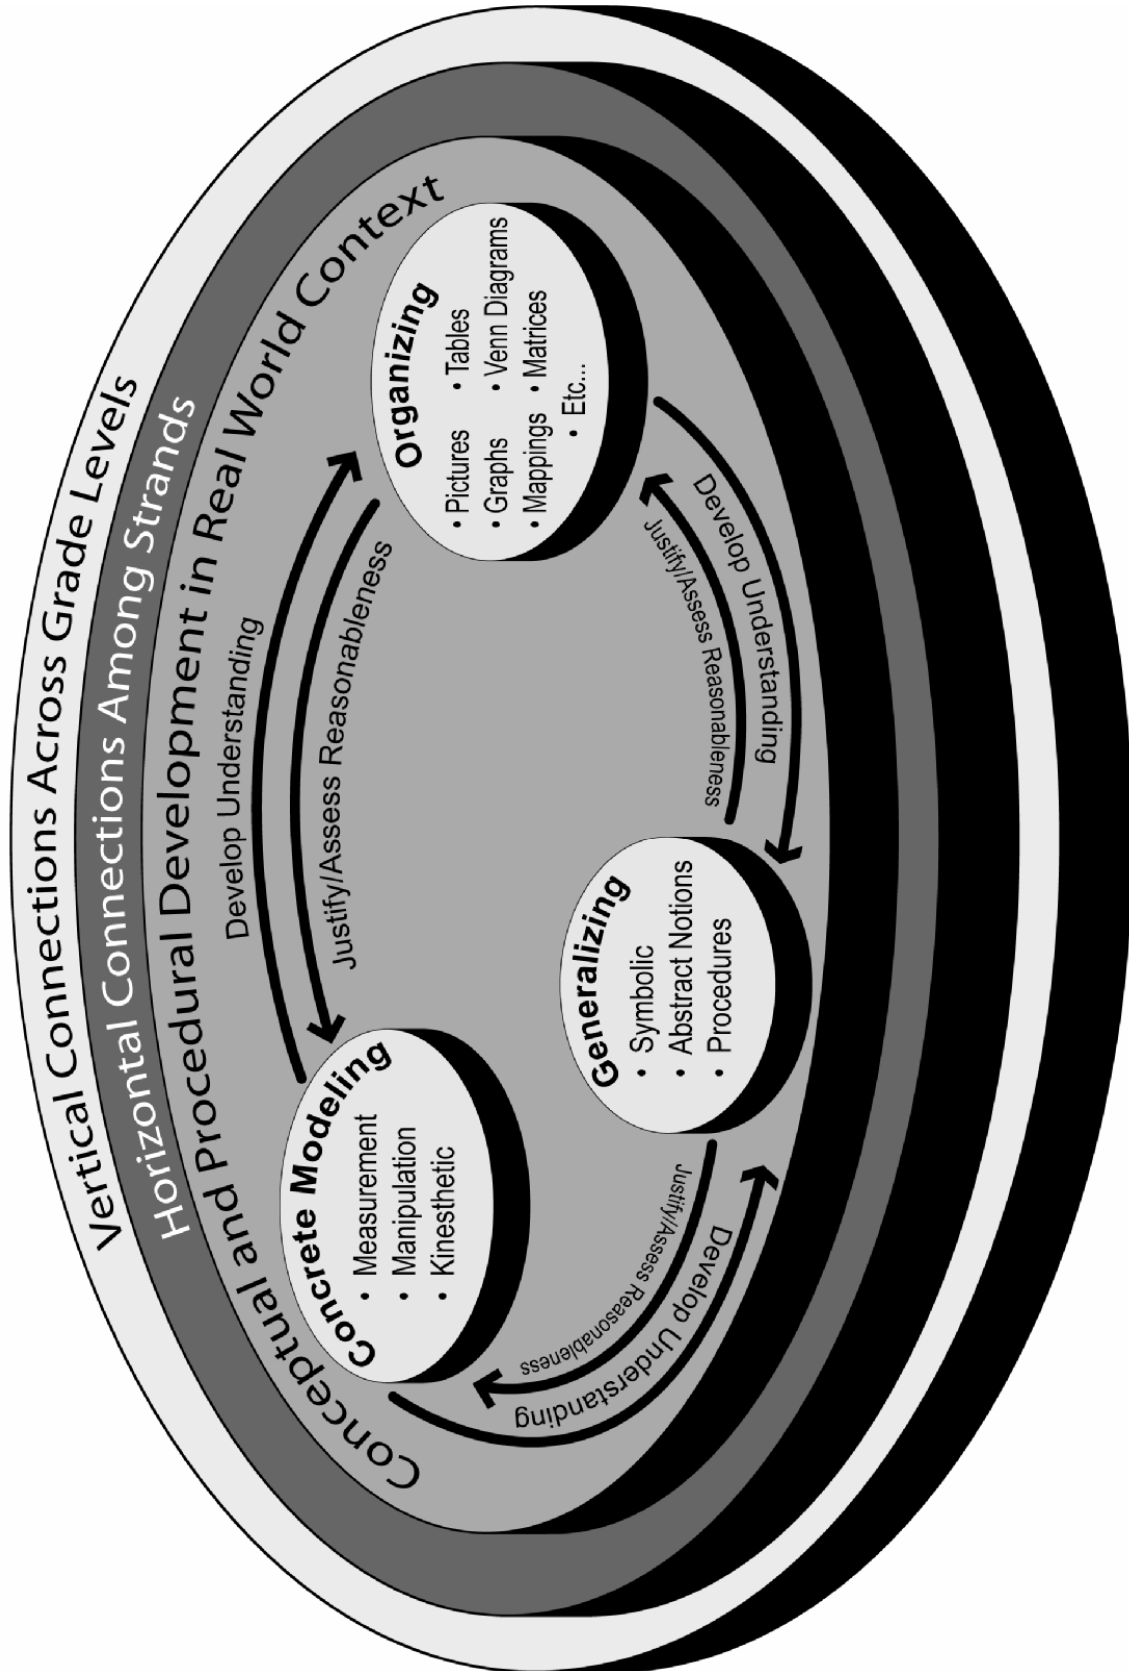 Vertical Connections Across Grade Levels
Horizontal Connections Among Strands
Conceptual and Procedural Development in Real World Context
Develop Understanding
Justify/Assess Reasonableness
Concrete Modeling
• Measurement
• Manipulation
• Kinesthetic
Organizing
• Pictures • Tables
• Graphs • Venn Diagrams
• Mappings • Matrices
• Etc...
Justify/Assess Reasonableness
Develop Understanding
Generalizing
• Symbolic
• Abstract Notions
• Procedures
Justify/Assess Reasonableness
Develop Understanding